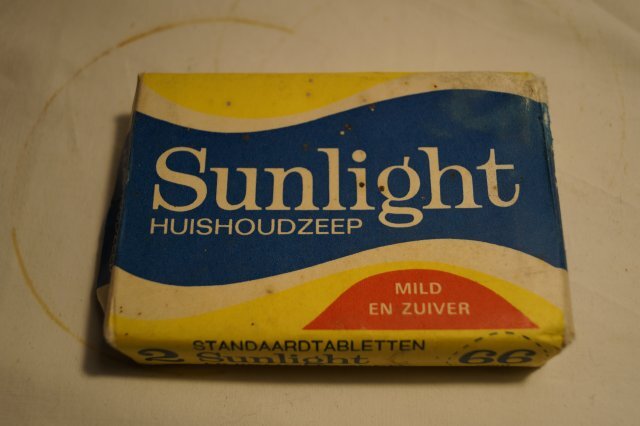 Sunlight
HUISHOUDZEEP
MILD
EN ZUIVER
STANDAARDTABLETTEN
2 Sunlight 66